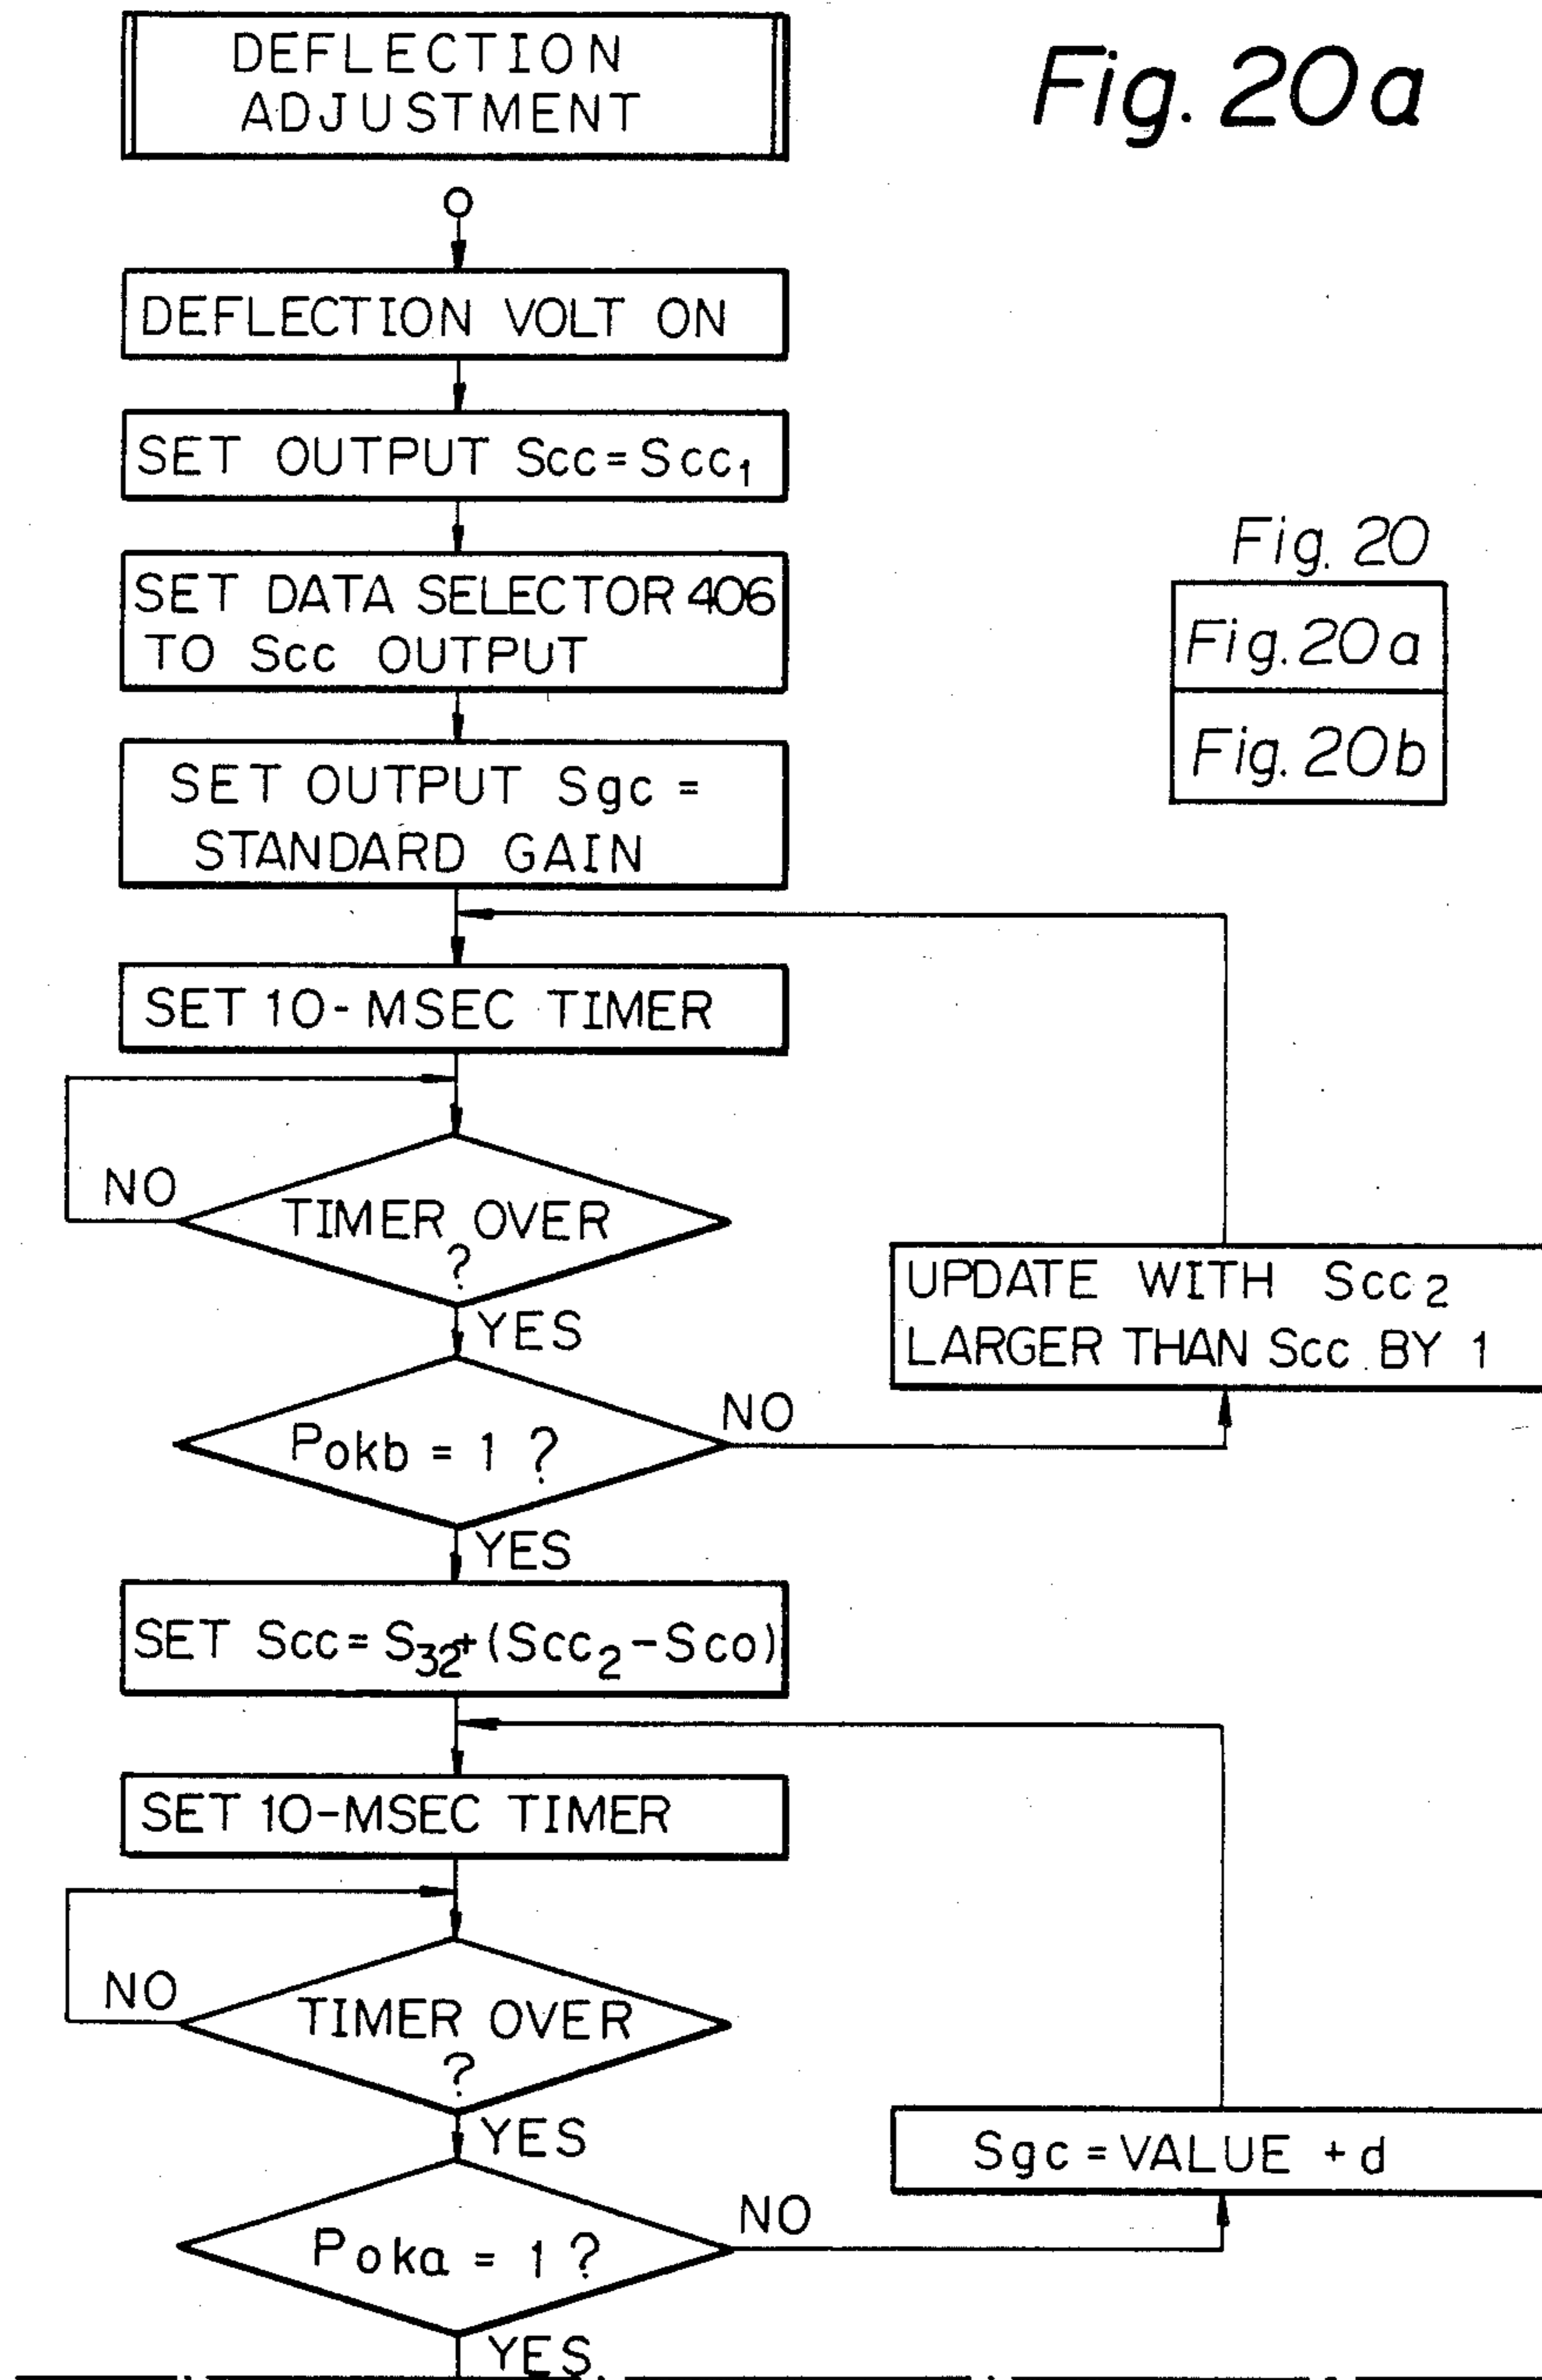 DEFLECTION
ADJUSTMENT
Fig. 20a
DEFLECTION VOLT ON
SET OUTPUT Scc = Scc1
Fig. 20
Fig. 20a
Fig. 20b
SET DATA SELECTOR 406
TO Scc OUTPUT
SET OUTPUT Sgc =
STANDARD GAIN
SET 10-MSEC TIMER
NO
TIMER OVER
?
YES
UPDATE WITH Scc2
LARGER THAN Scc BY 1
Pokb = 1 ?
NO
YES
SET Scc = S32+(Scc2-Sco)
SET 10-MSEC TIMER
NO
TIMER OVER
?
YES
Sgc = VALUE +d
Poka = 1 ?
NO
YES